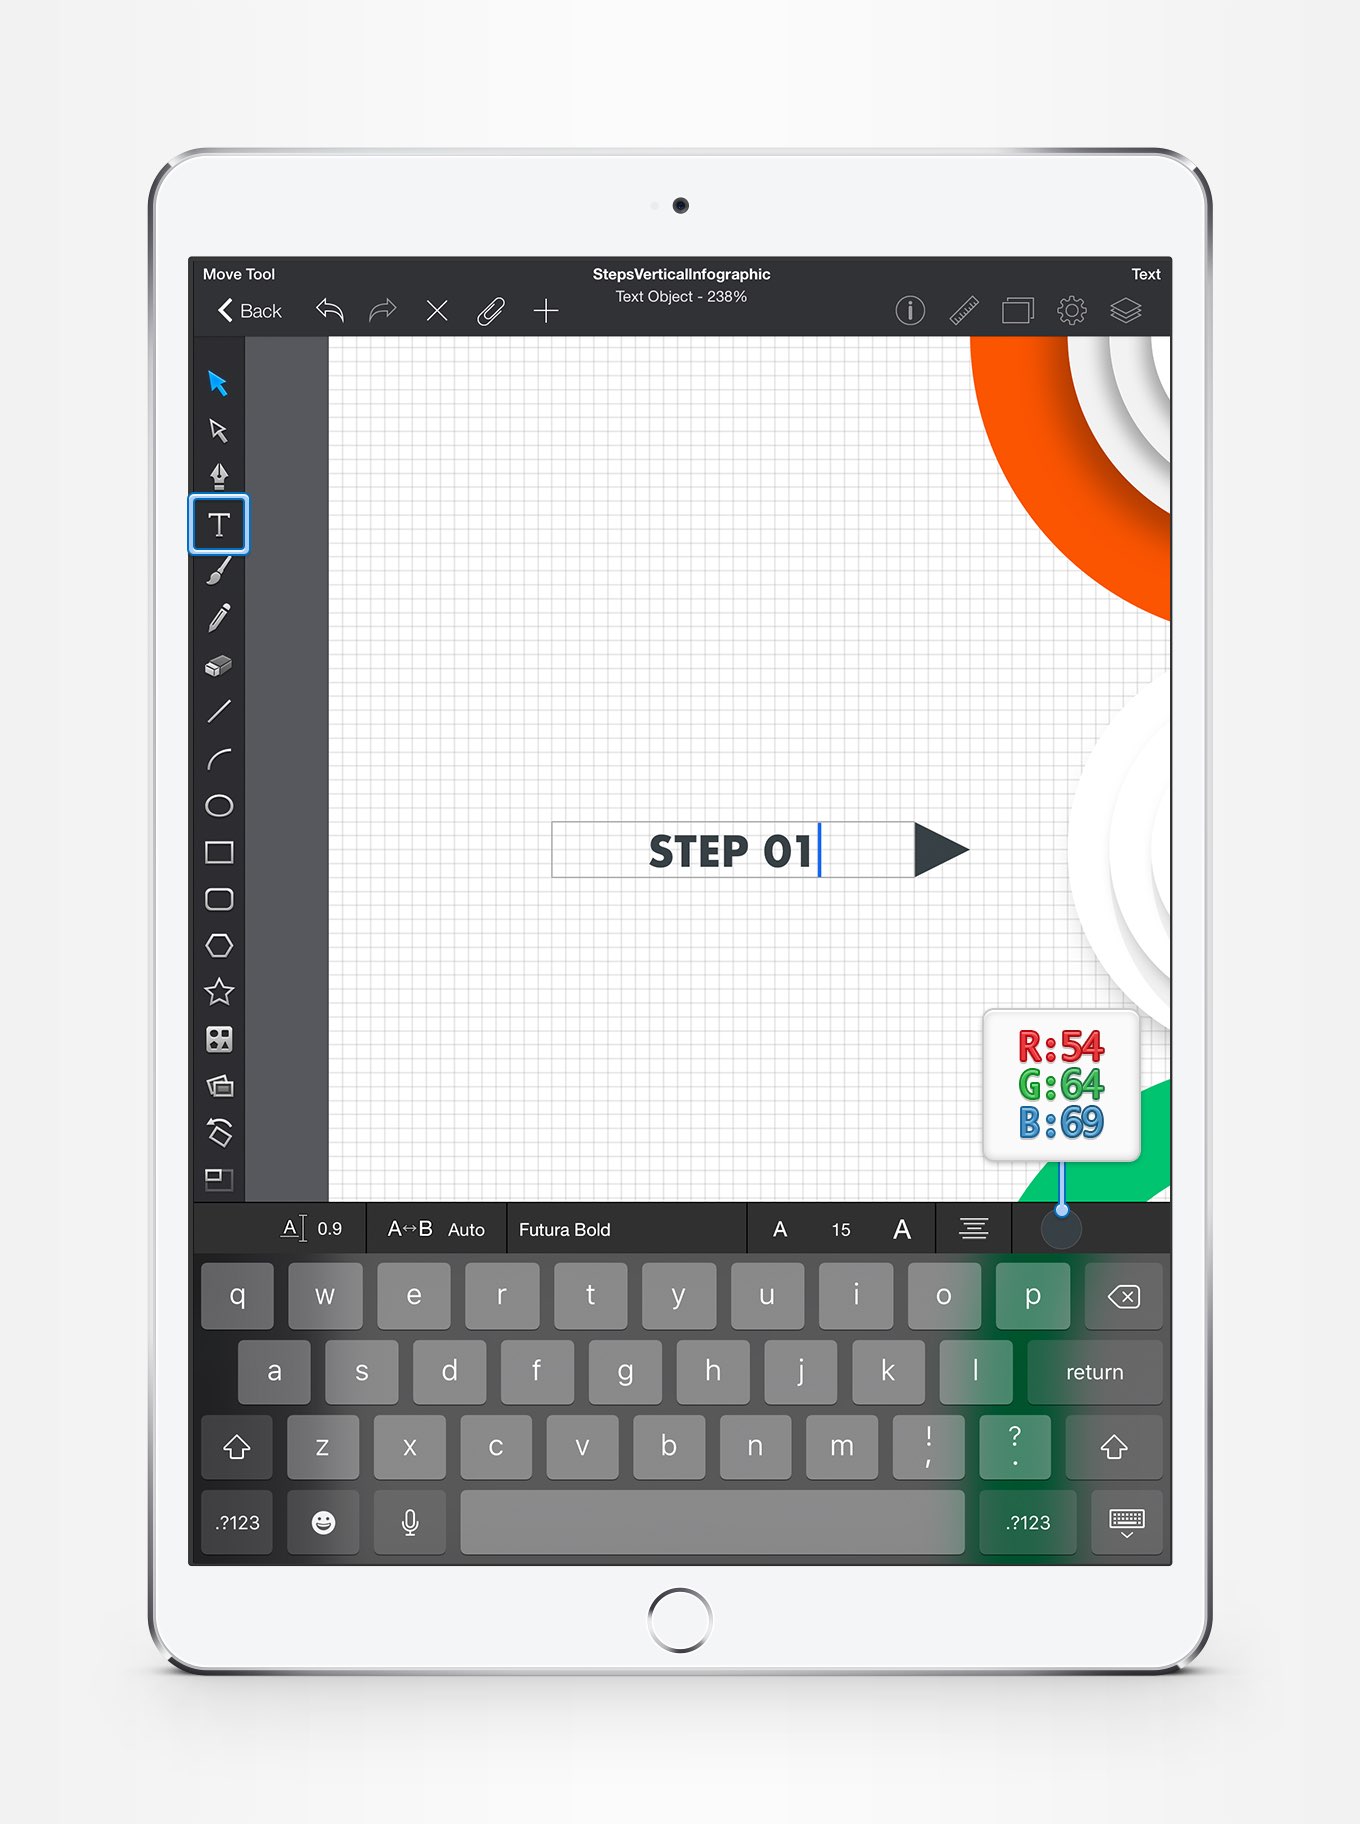 Move Tool
StepsVerticalInfographic
Text
Back
Text Object - 238%
T
STEP 01
R:54
G:64
B:69
A 0.9
A↔B Auto
Futura Bold
A 15 A
q w e r t y u i o p
a s d f g h j k l return
z x c v b n m ! , ? .
.?123
.?123